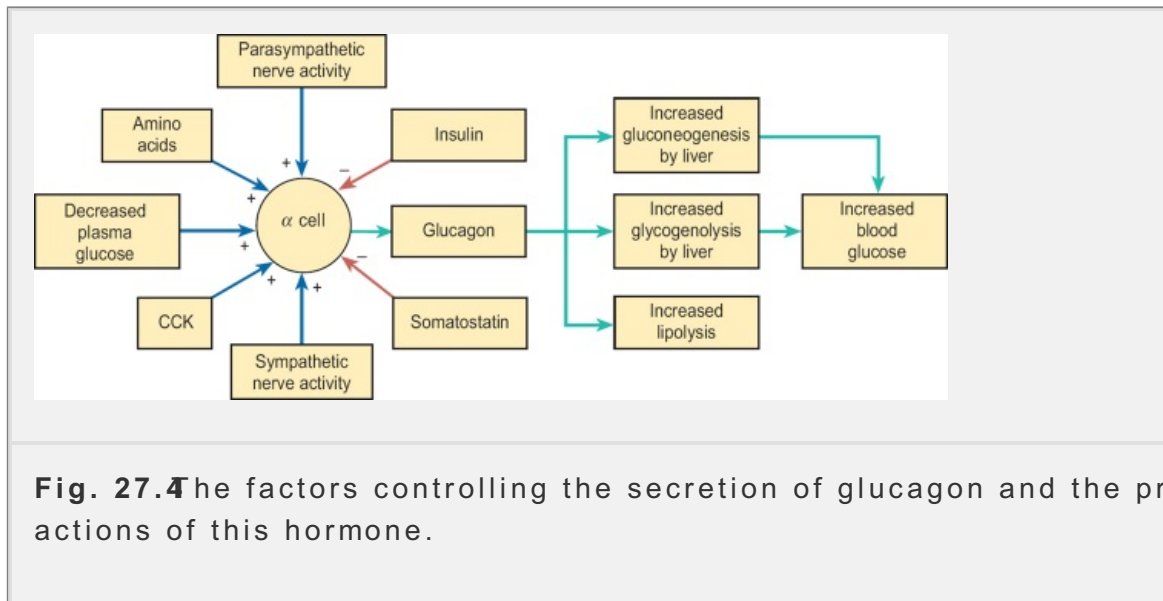 Parasympathetic
nerve activity
Amino
acids
Insulin
Increased
gluconeogenesis
by liver
+
−
+
Decreased
plasma
glucose
+
α cell
Glucagon
Increased
glycogenolysis
by liver
Increased
blood
glucose
+
+
−
CCK
Somatostatin
Increased
lipolysis
Sympathetic
nerve activity
Fig. 27.4 The factors controlling the secretion of glucagon and the pr
actions of this hormone.